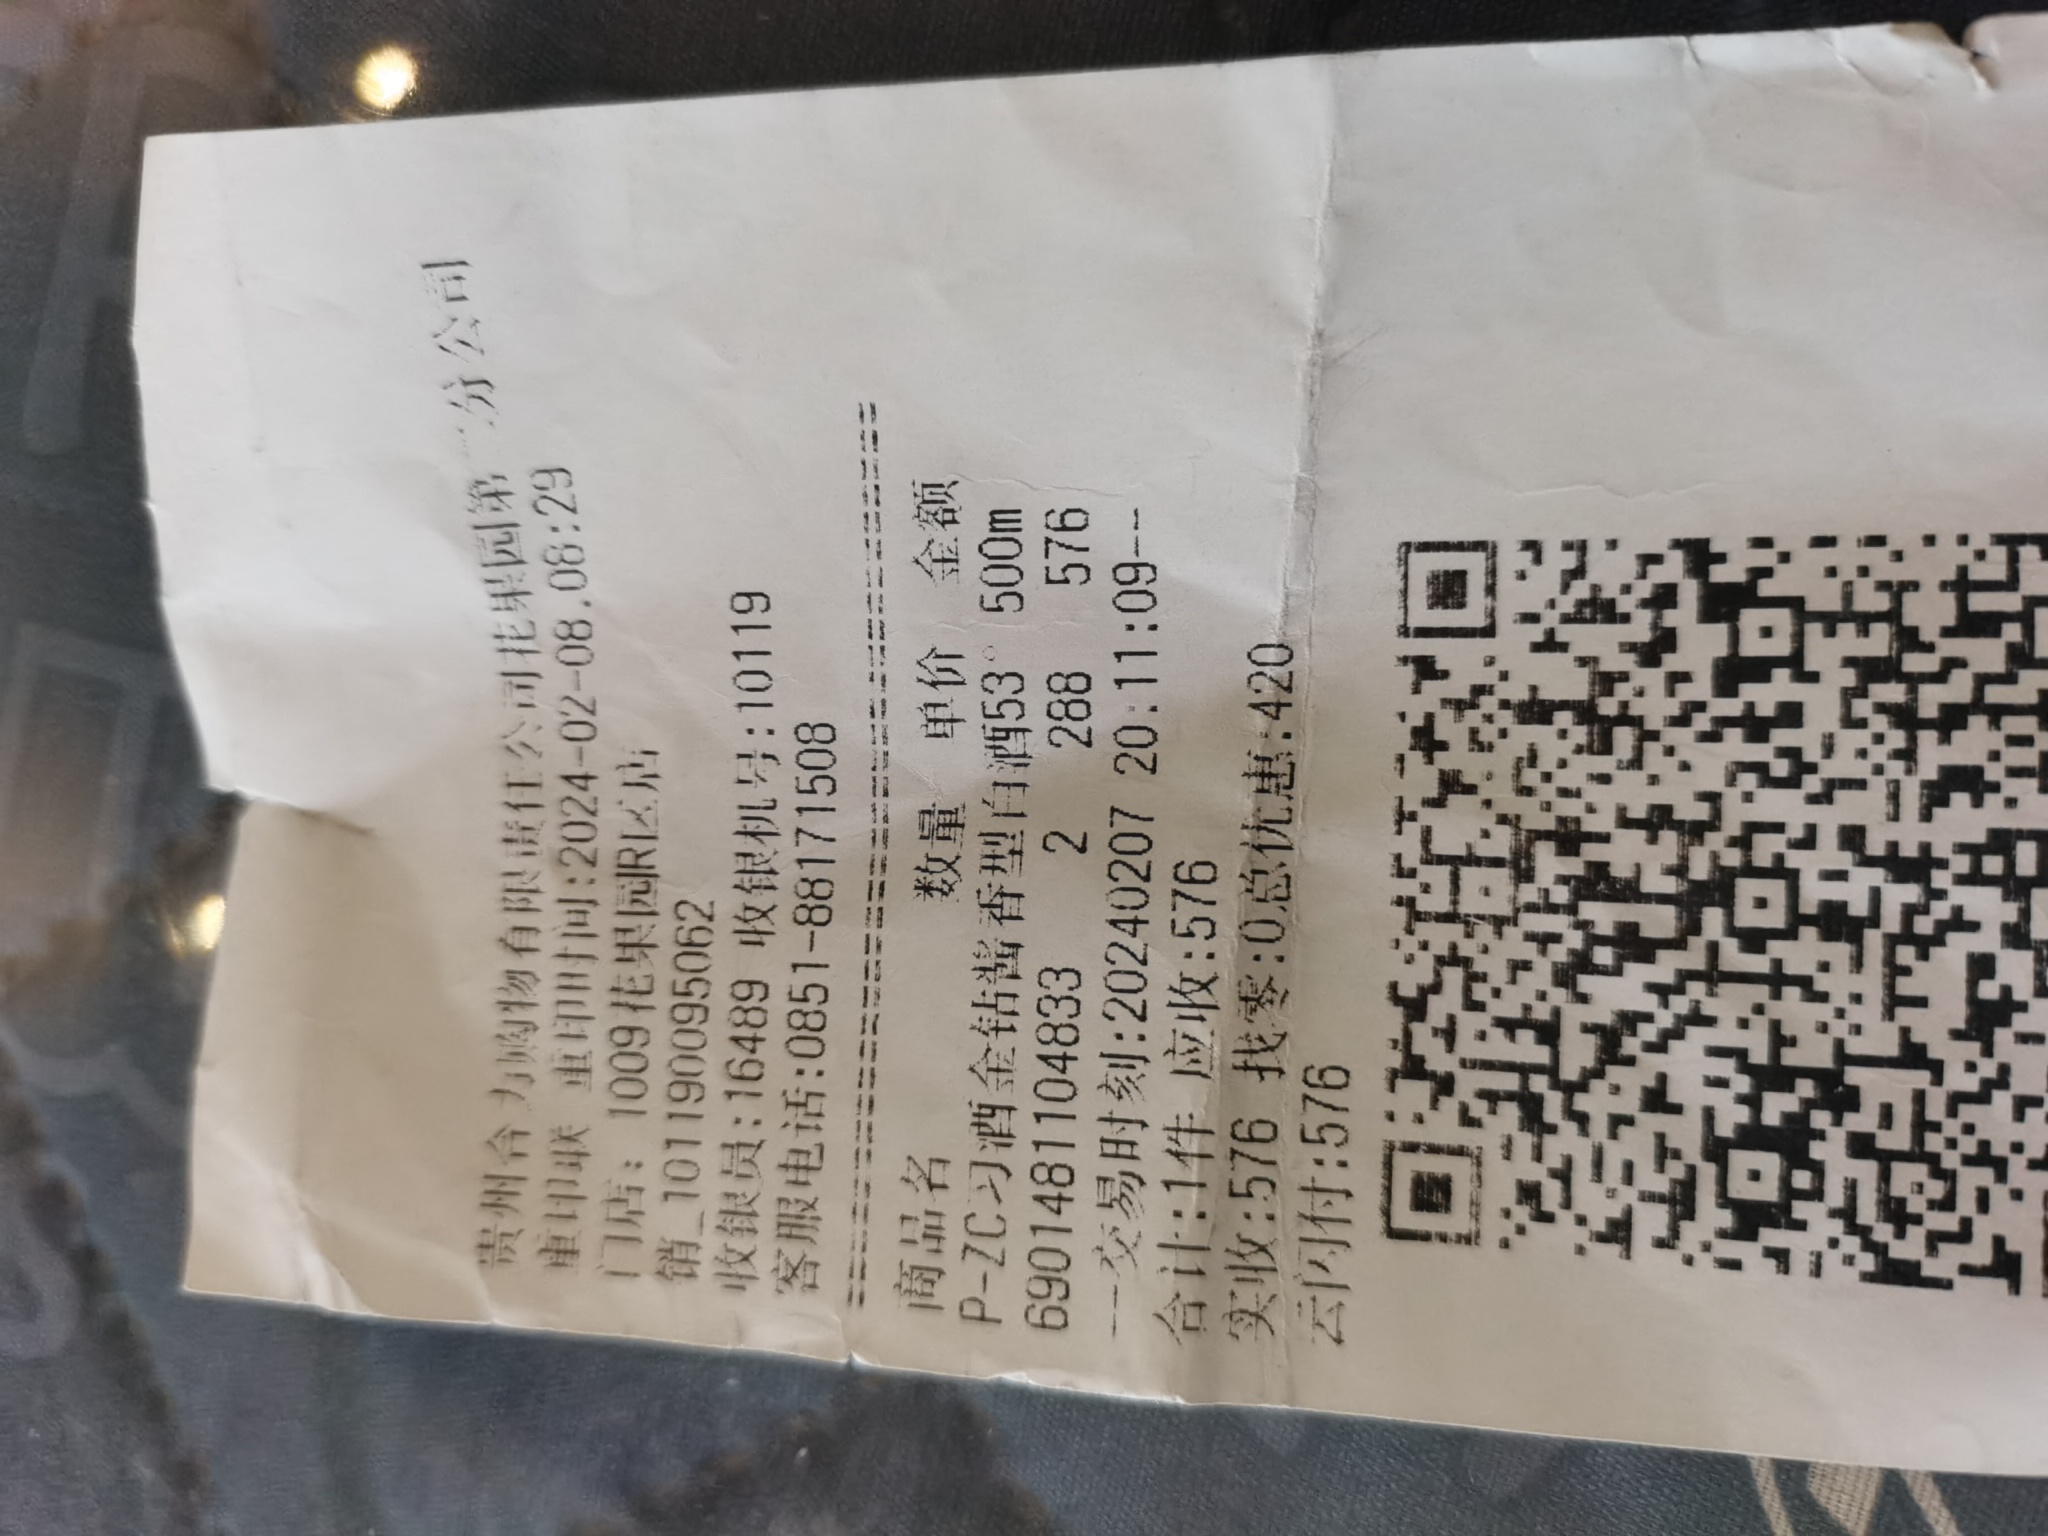 贵州合力购物有限责任公司花果园第一分公司
重印联 重印时间:2024-02-08.08:29
门店: 1009花果园R区店
销_1011900950­62
收银员:16489 收银机号:10119
客服电话:0851-88171508
商品名 数量 单价 金额
P-ZC习酒金钻酱香型白酒53° 500m
6901481104833 2 288 576
--交易时刻:20240207 20:11:09--
合计:1件 应收:576
实收:576 找零:0总优惠:420
云闪付:576